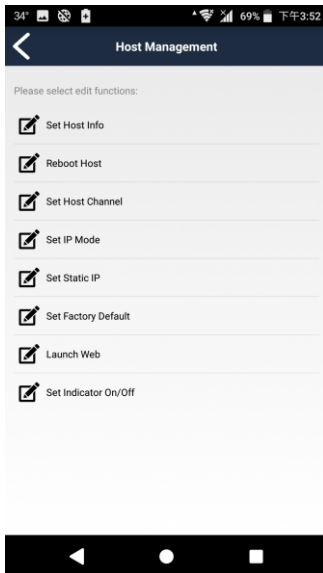 34° 69% 下午3:52
Host Management
Please select edit functions:
Set Host Info
Reboot Host
Set Host Channel
Set IP Mode
Set Static IP
Set Factory Default
Launch Web
Set Indicator On/Off